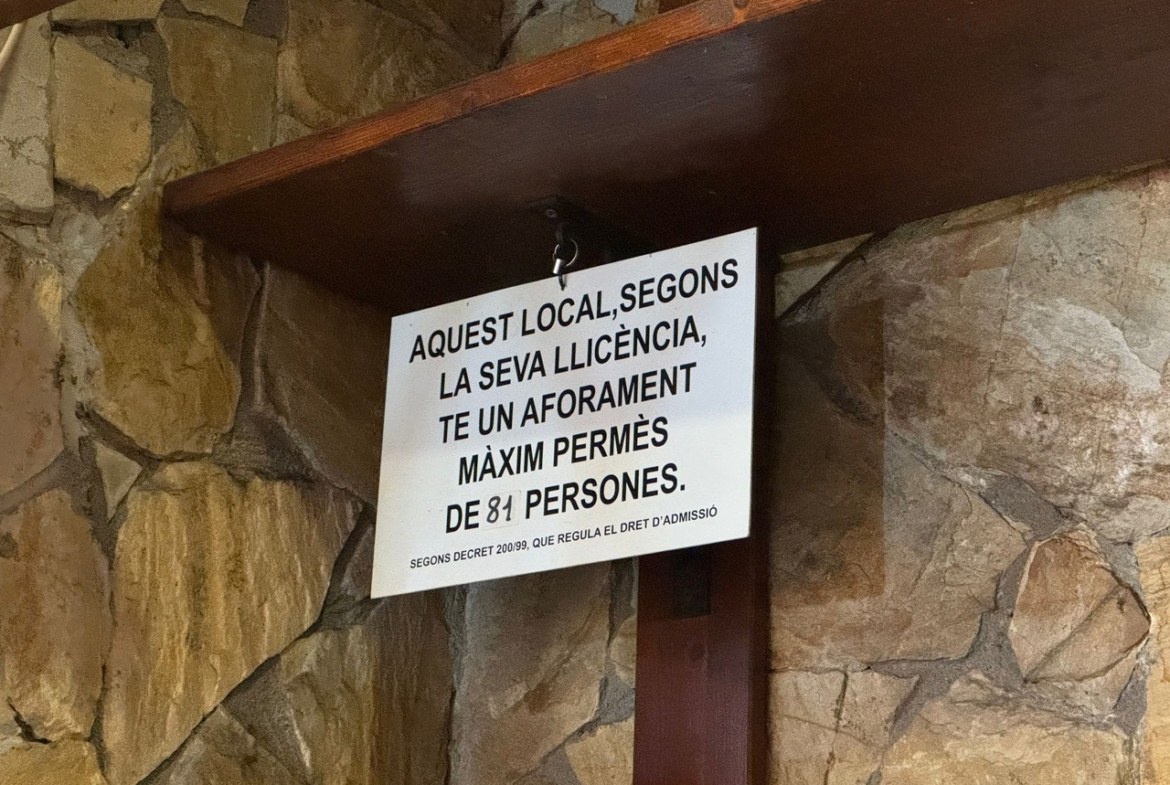 AQUEST LOCAL,SEGONS
LA SEVA LLICÈNCIA,
TE UN AFORAMENT
MÀXIM PERMÈS
DE 81 PERSONES.
SEGONS DECRET 200/99, QUE REGULA EL DRET D'ADMISSIÓ